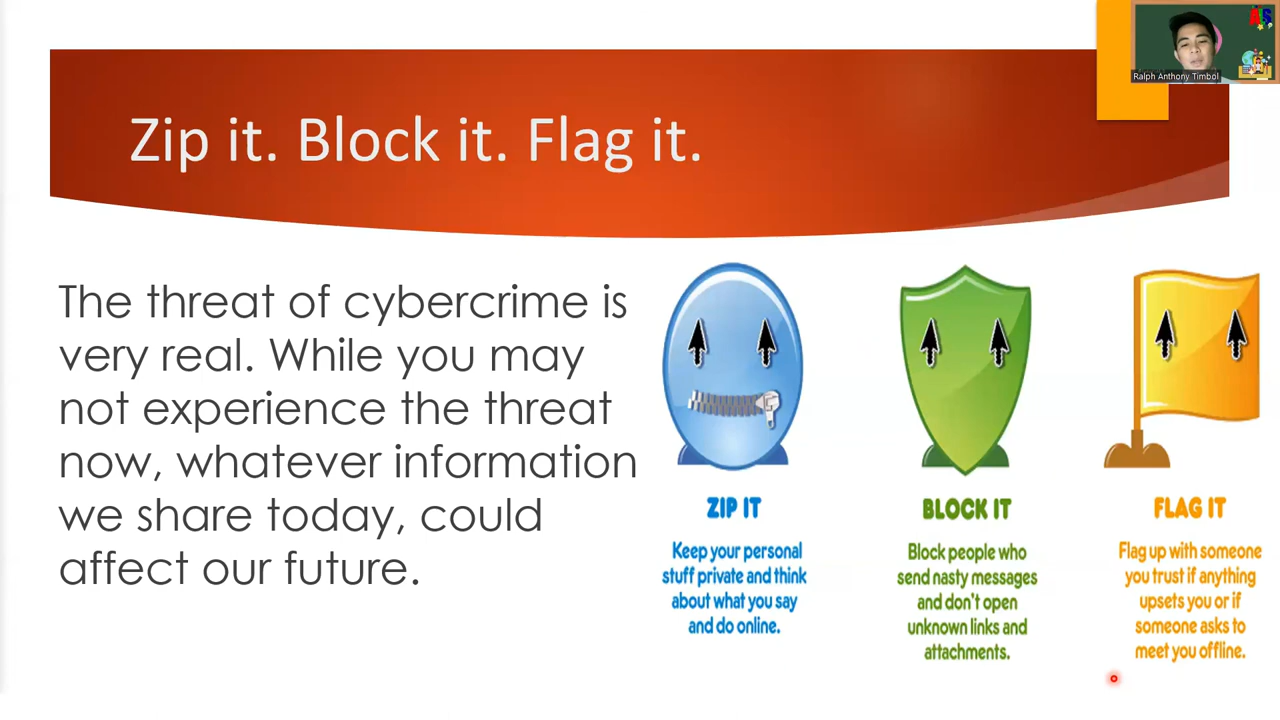 Ralph Anthony Timbol
Zip it. Block it. Flag it.
The threat of cybercrime is
very real. While you may
not experience the threat
now, whatever information
we share today, could
affect our future.
ZIP IT
Keep your personal
stuff private and think
about what you say
and do online.
BLOCK IT
Block people who
send nasty messages
and don't open
unknown links and
attachments.
FLAG IT
Flag up with someone
you trust if anything
upsets you or if
someone asks to
meet you offline.